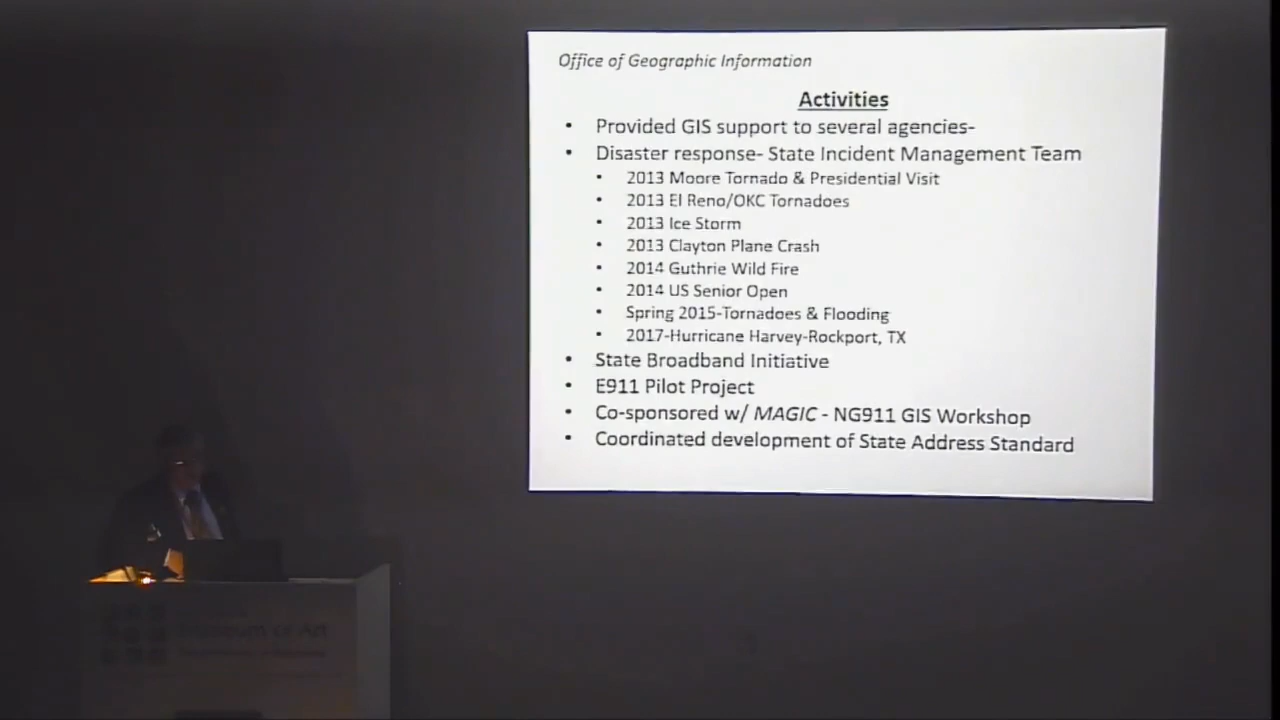 Office of Geographic Information
Activities
• Provided GIS support to several agencies-
• Disaster response- State Incident Management Team
• 2013 Moore Tornado & Presidential Visit
• 2013 El Reno/OKC Tornadoes
• 2013 Ice Storm
• 2013 Clayton Plane Crash
• 2014 Guthrie Wild Fire
• 2014 US Senior Open
• Spring 2015-Tornadoes & Flooding
• 2017-Hurricane Harvey-Rockport, TX
• State Broadband Initiative
• E911 Pilot Project
• Co-sponsored w/ MAGIC - NG911 GIS Workshop
• Coordinated development of State Address Standard
Museum of Art